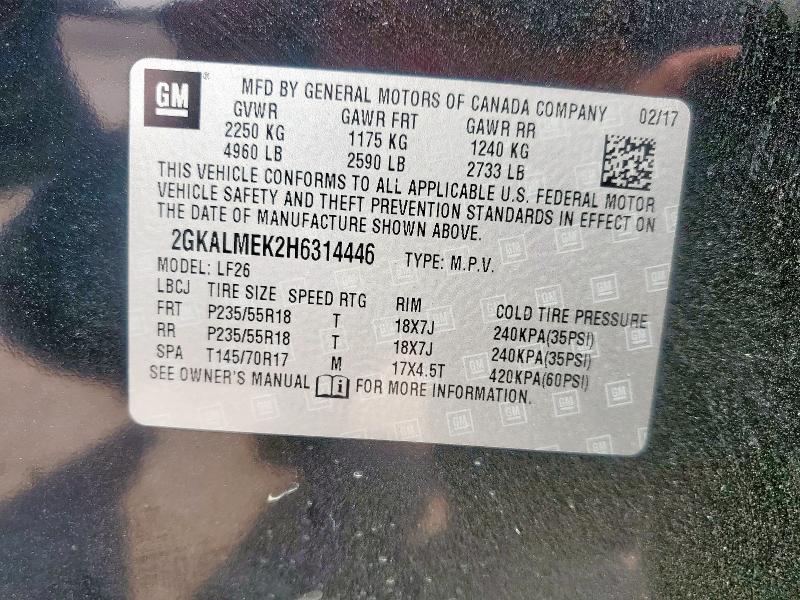 GM ® MFD BY GENERAL MOTORS OF CANADA COMPANY 02/17
GVWR GAWR FRT GAWR RR
2250 KG 1175 KG 1240 KG
4960 LB 2590 LB 2733 LB
THIS VEHICLE CONFORMS TO ALL APPLICABLE U.S. FEDERAL MOTOR
VEHICLE SAFETY AND THEFT PREVENTION STANDARDS IN EFFECT ON
THE DATE OF MANUFACTURE SHOWN ABOVE.
2GKALMEK2H6314446 TYPE: M.P.V.
MODEL: LF26
LBCJ TIRE SIZE SPEED RTG RIM COLD TIRE PRESSURE
FRT P235/55R18 T 18X7J 240KPA(35PSI)
RR P235/55R18 T 18X7J 240KPA(35PSI)
SPA T145/70R17 M 17X4.5T 420KPA(60PSI)
SEE OWNER'S MANUAL i FOR MORE INFORMATION.